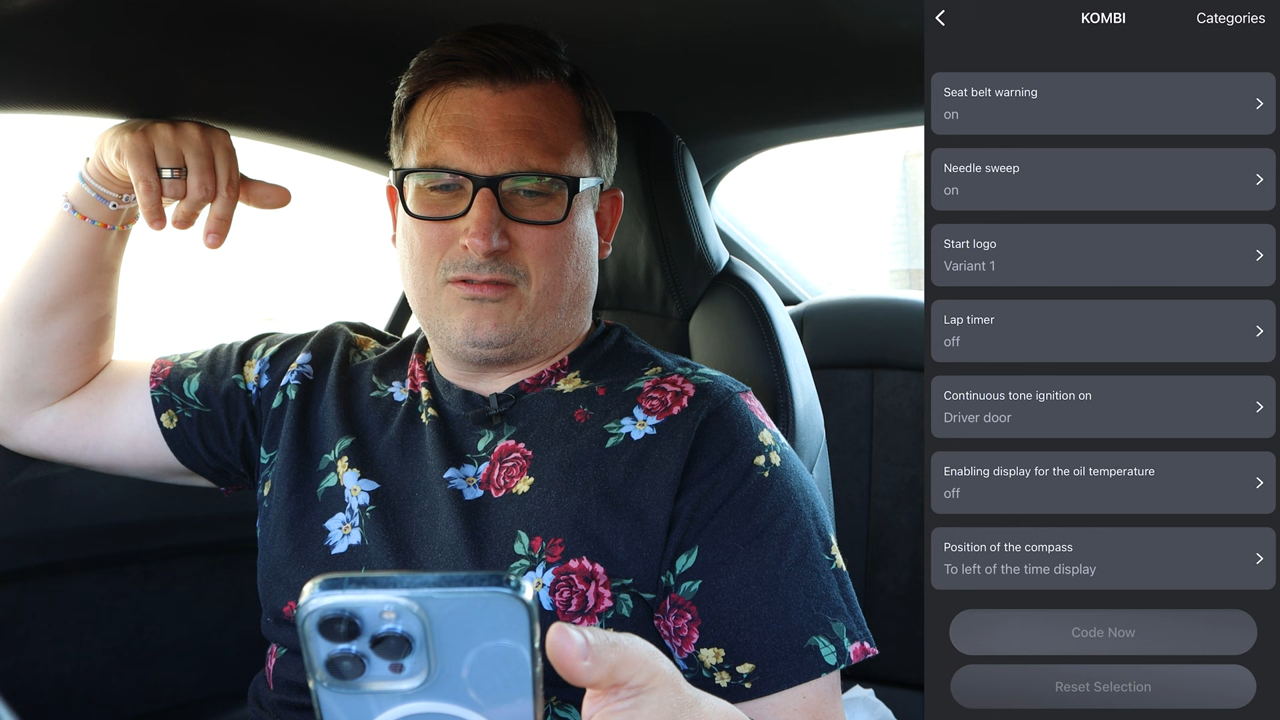 KOMBI
Categories
Seat belt warning
on
Needle sweep
on
Start logo
Variant 1
Lap timer
off
Continuous tone ignition on
Driver door
Enabling display for the oil temperature
off
Position of the compass
To left of the time display
Code Now
Reset Selection